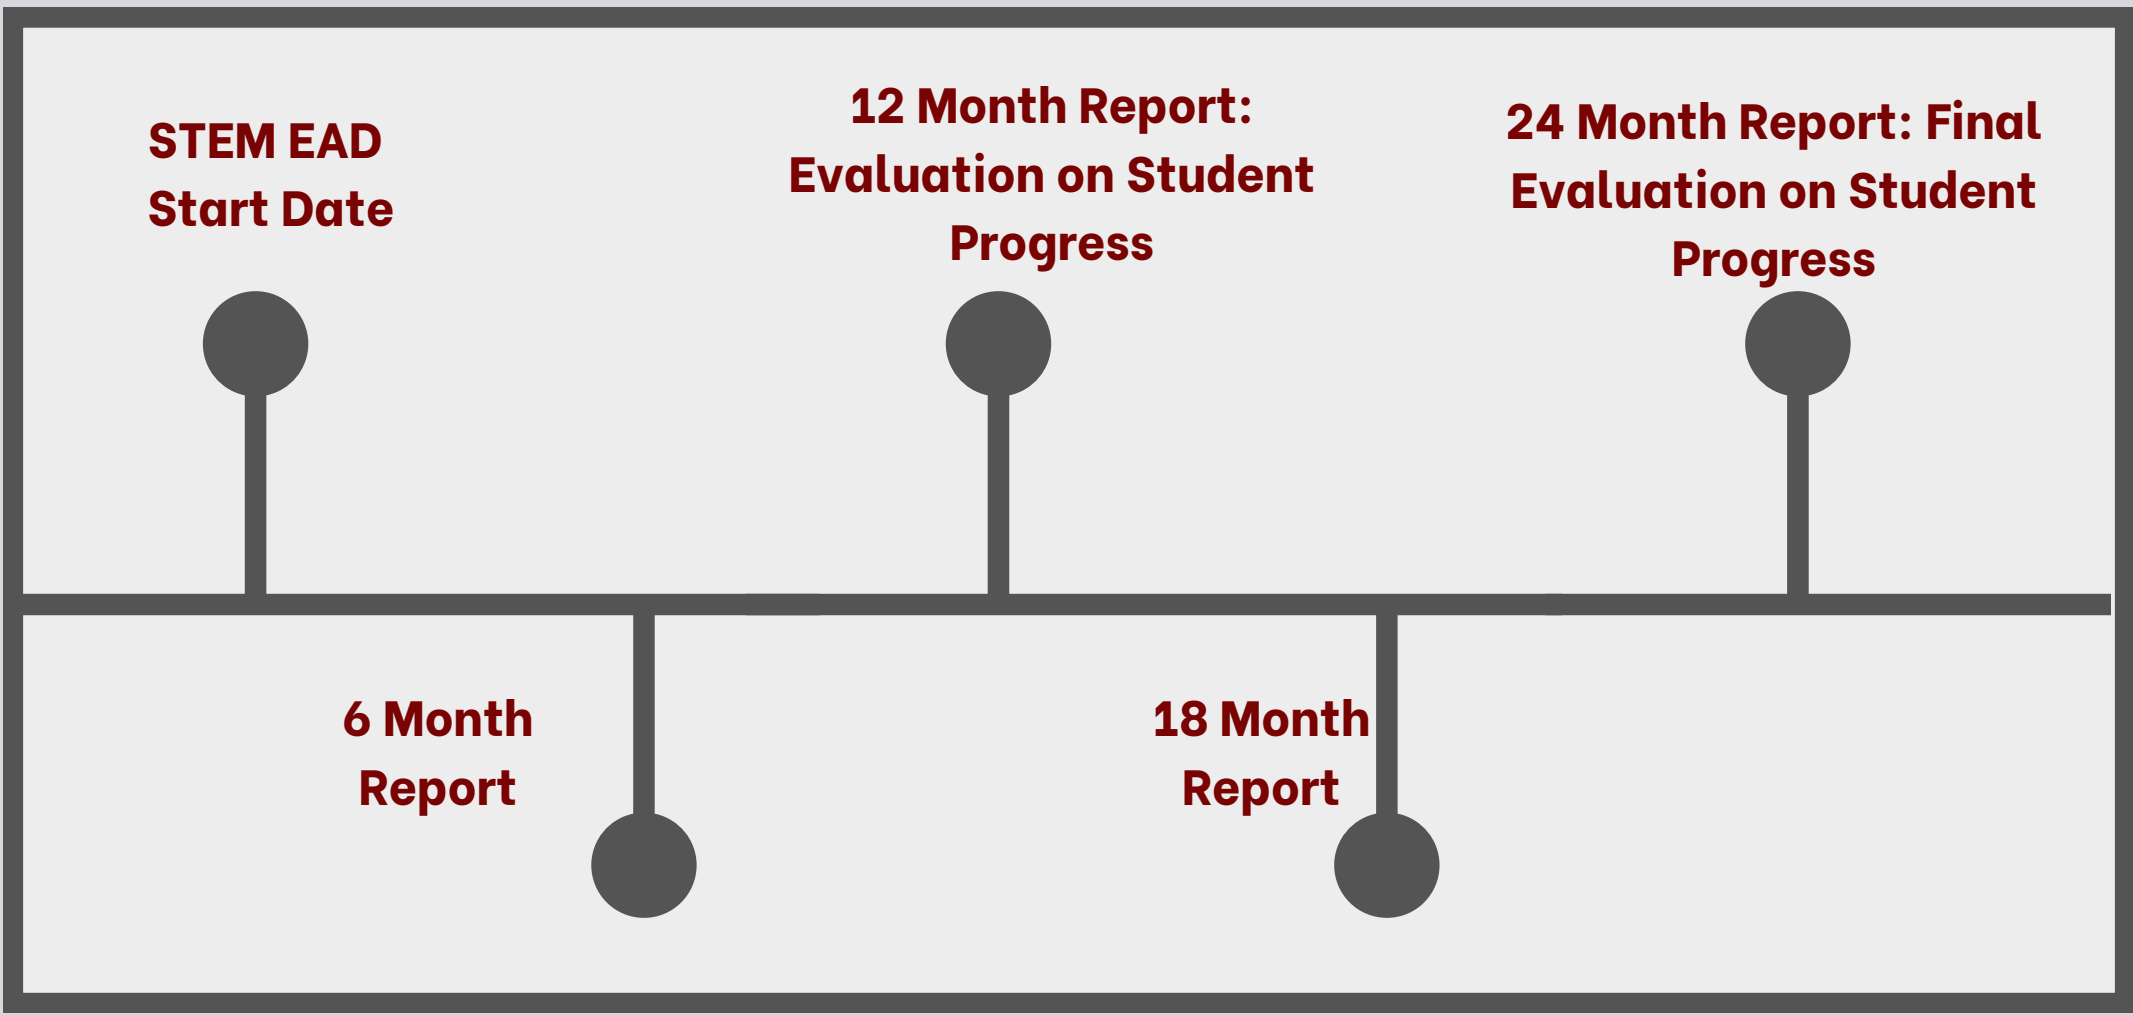 STEM EAD
Start Date
6 Month
Report
12 Month Report:
Evaluation on Student
Progress
18 Month
Report
24 Month Report: Final
Evaluation on Student
Progress